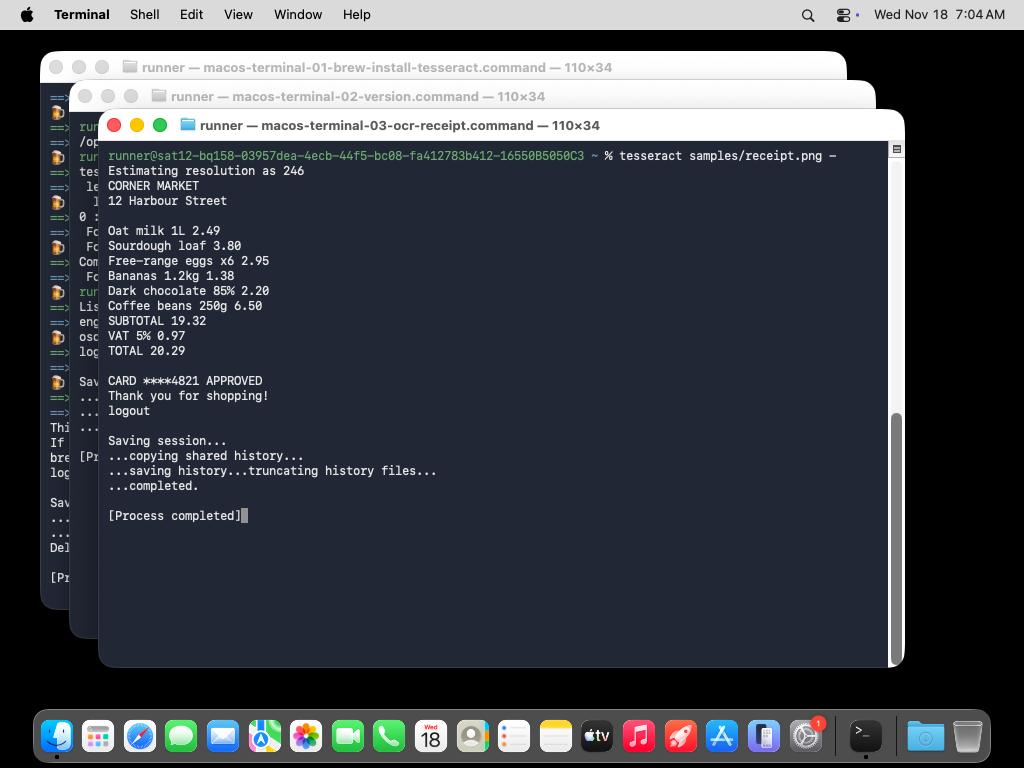 Terminal Shell Edit View Window Help Wed Nov 18 7:04 AM
runner — macos-terminal-01-brew-install-tesseract.command — 110×34
runner — macos-terminal-02-version.command — 110×34
runner — macos-terminal-03-ocr-receipt.command — 110×34
runner@sat12-bq158-03957dea-4ecb-44f5-bc08-fa412783b412-16550B5050C3 ~ % tesseract samples/receipt.png -
Estimating resolution as 246
CORNER MARKET
12 Harbour Street
Oat milk 1L 2.49
Sourdough loaf 3.80
Free-range eggs x6 2.95
Bananas 1.2kg 1.38
Dark chocolate 85% 2.20
Coffee beans 250g 6.50
SUBTOTAL 19.32
VAT 5% 0.97
TOTAL 20.29
CARD ****4821 APPROVED
Thank you for shopping!
logout
Saving session...
...copying shared history...
...saving history...truncating history files...
...completed.
[Process completed]
Wed
18
tv
1